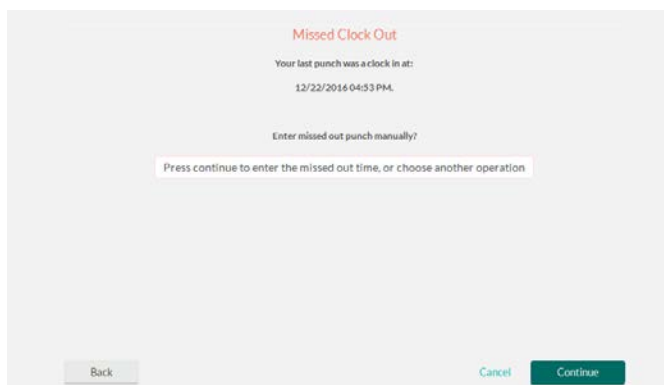 Missed Clock Out
Your last punch was a clock in at:
12/22/2016 04:53 PM.
Enter missed out punch manually?
Press continue to enter the missed out time, or choose another operation
Back
Cancel
Continue